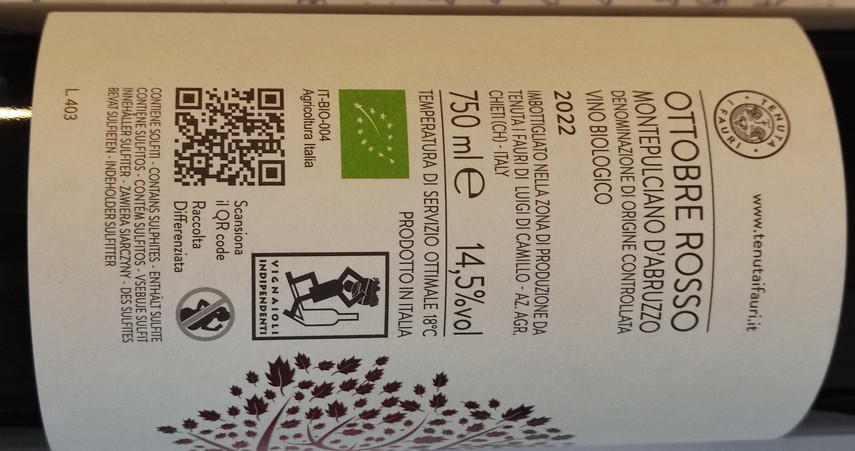 TENUTA I FAURI
www.tenutaifauri.it
OTTOBRE ROSSO
MONTEPULCIANO D'ABRUZZO
DENOMINAZIONE DI ORIGINE CONTROLLATA
VINO BIOLOGICO
2022
IMBOTTIGLIATO NELLA ZONA DI PRODUZIONE DA
TENUTA I FAURI DI LUIGI DI CAMILLO - AZ. AGR.
CHIETI (CH) - ITALY
750 ml e 14,5%vol
TEMPERATURA DI SERVIZIO OTTIMALE 18°C
PRODOTTO IN ITALIA
IT-BIO-004
Agricoltura Italia
VIGNAIOLI
INDIPENDENTI
Scansiona
il QR code
Raccolta
Differenziata
CONTIENE SOLFITI - CONTAINS SULPHITES - ENTHÄLT SULFITE
CONTIENE SULFITOS - CONTÉM SULFITOS - VSEBUJE SULFIT
INNEHÅLLER SULFITER - ZAWIERA SIARCZYNY - DES SULFITES
BEVAT SULFIETEN - INDEHOLDER SULFITTER
L. 403